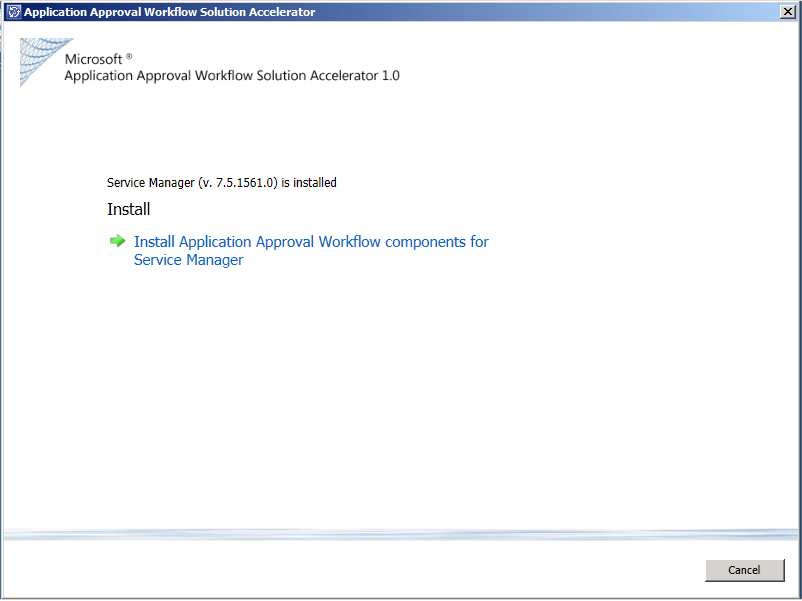 Application Approval Workflow Solution Accelerator
Microsoft ®
Application Approval Workflow Solution Accelerator 1.0
Service Manager (v. 7.5.1561.0) is installed
Install
Install Application Approval Workflow components for
Service Manager
Cancel